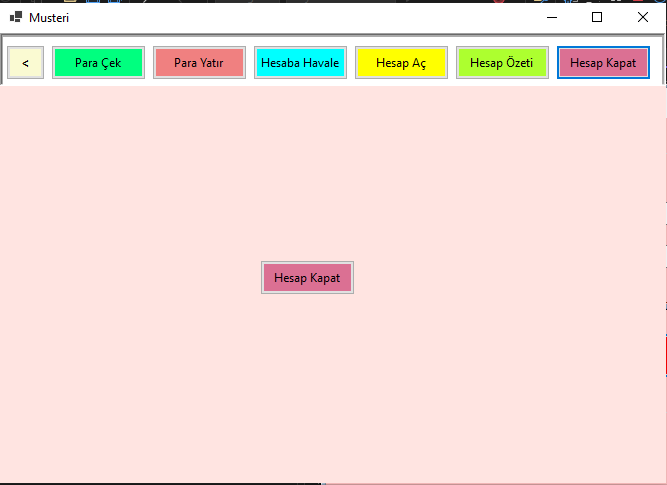 Musteri
< Para Çek Para Yatır Hesaba Havale Hesap Aç Hesap Özeti Hesap Kapat
Hesap Kapat